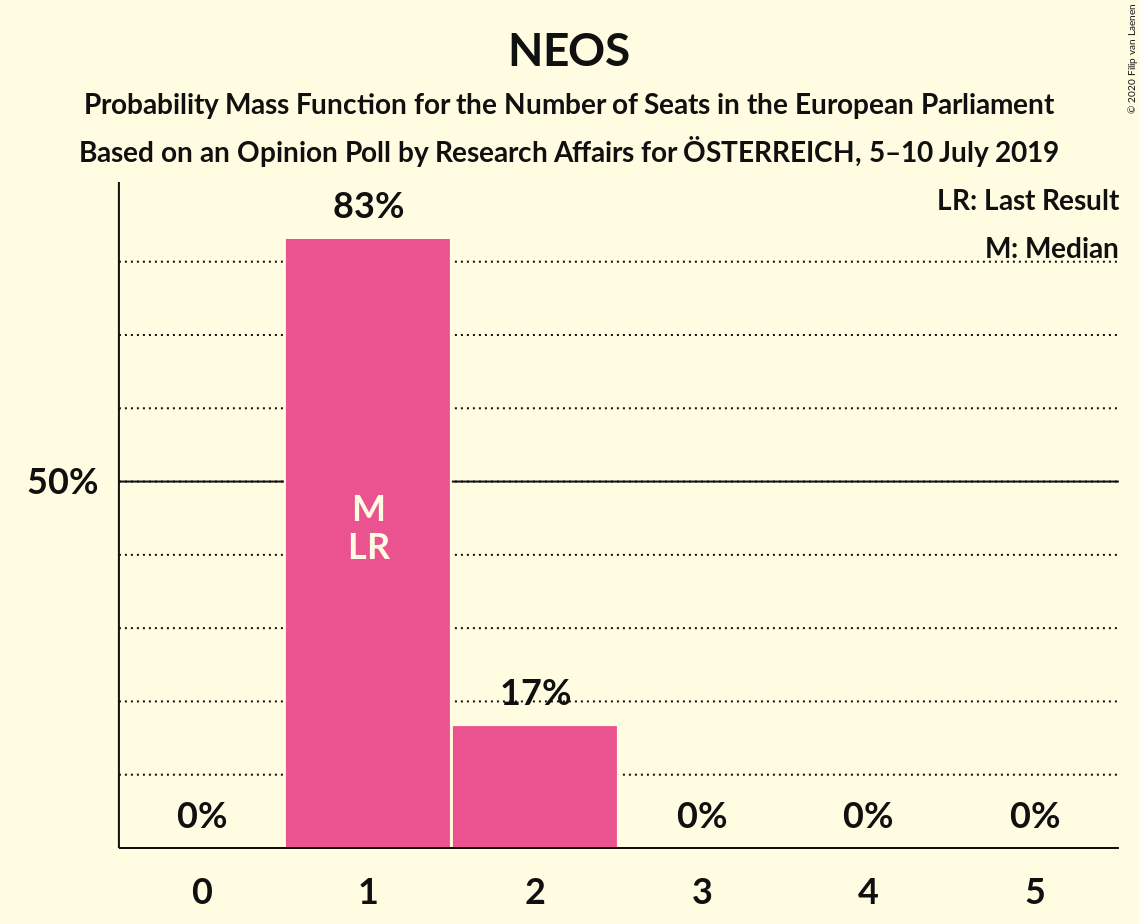 NEOS
Probability Mass Function for the Number of Seats in the European Parliament
Based on an Opinion Poll by Research Affairs for ÖSTERREICH, 5–10 July 2019
© 2020 Filip van Laenen
LR: Last Result
M: Median
83%
50%
M
LR
17%
0%
0%
0%
0%
0
1
2
3
4
5